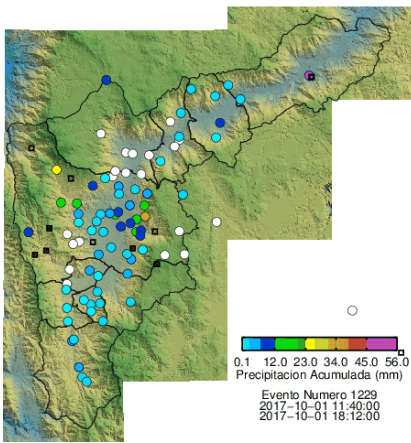 0.1 12.0 23.0 34.0 45.0 56.0
Precipitacion Acumulada (mm)
Evento Numero 1229
2017-10-01 11:40:00
2017-10-01 18:12:00